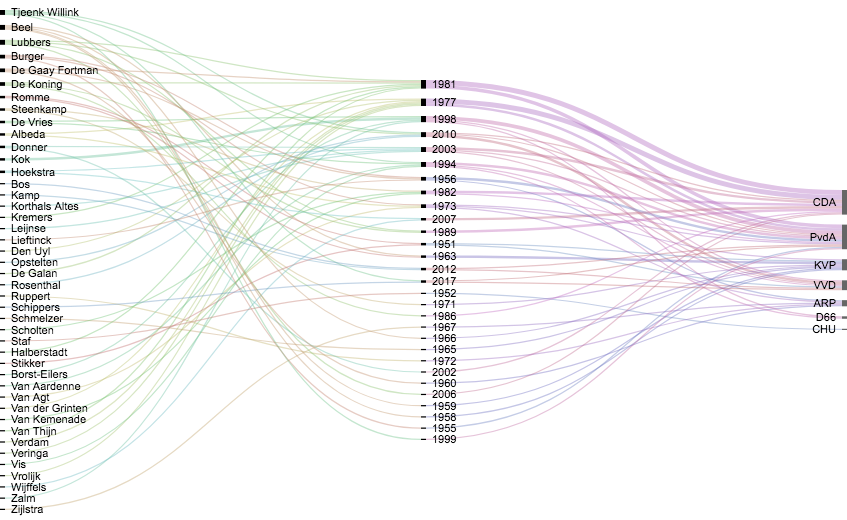 Tjeenk Willink
Beel
Lubbers
Burger
De Gaay Fortman
De Koning
Romme
Steenkamp
De Vries
Albeda
Donner
Kok
Hoekstra
Bos
Kamp
Korthals Altes
Kremers
Leijnse
Lieftinck
Den Uyl
Opstelten
De Galan
Rosenthal
Ruppert
Schippers
Schmelzer
Scholten
Staf
Halberstadt
Stikker
Borst-Eilers
Van Aardenne
Van Agt
Van der Grinten
Van Kemenade
Van Thijn
Verdam
Veringa
Vis
Vrolijk
Wijffels
Zalm
Zijlstra
1981
1977
1998
2010
2003
1994
1956
1982
1973
2007
1989
1951
1963
2012
2017
1952
1971
1986
1967
1966
1965
1972
2002
1960
2006
1959
1958
1955
1999
CDA
PvdA
KVP
VVD
ARP
D66
CHU